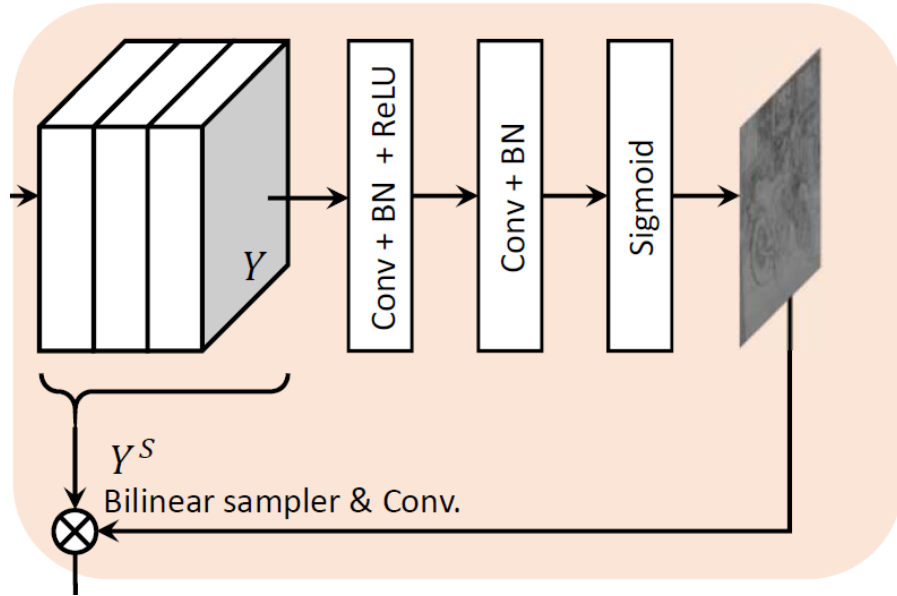 Y
Conv + BN + ReLU
Conv + BN
Sigmoid
Y^S
Bilinear sampler & Conv.